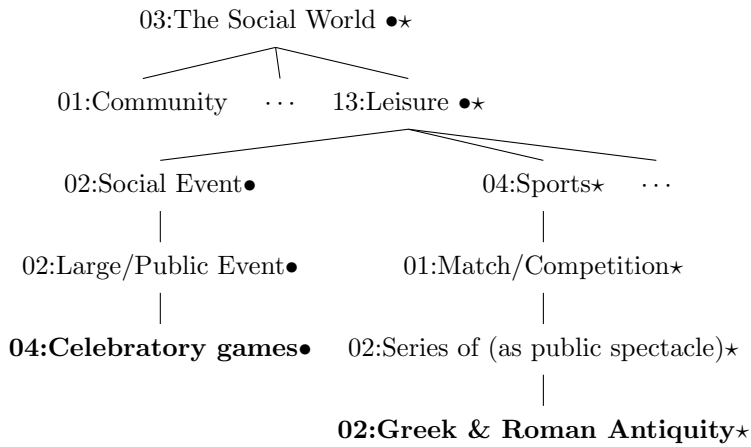 03:The Social World ●⋆
01:Community ··· 13:Leisure ●⋆
02:Social Event● 04:Sports⋆ ···
02:Large/Public Event● 01:Match/Competition⋆
04:Celebratory games● 02:Series of (as public spectacle)⋆
02:Greek & Roman Antiquity⋆